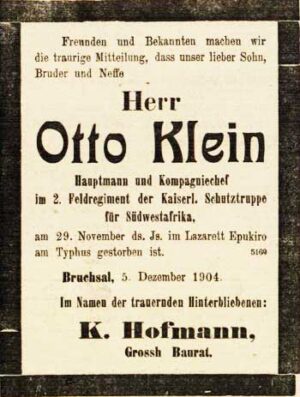 Freunden und Bekannten machen wir
die traurige Mitteilung, dass unser lieber Sohn,
Bruder und Neffe
Herr
Otto Klein
Hauptmann und Kompagniechef
im 2. Feldregiment der Kaiserl. Schutztruppe
für Südwestafrika,
am 29. November ds. Js. im Lazarett Epukiro
am Typhus gestorben ist. 5160
Bruchsal, 5. Dezember 1904.
Im Namen der trauernden Hinterbliebenen:
K. Hofmann,
Grossh Baurat.